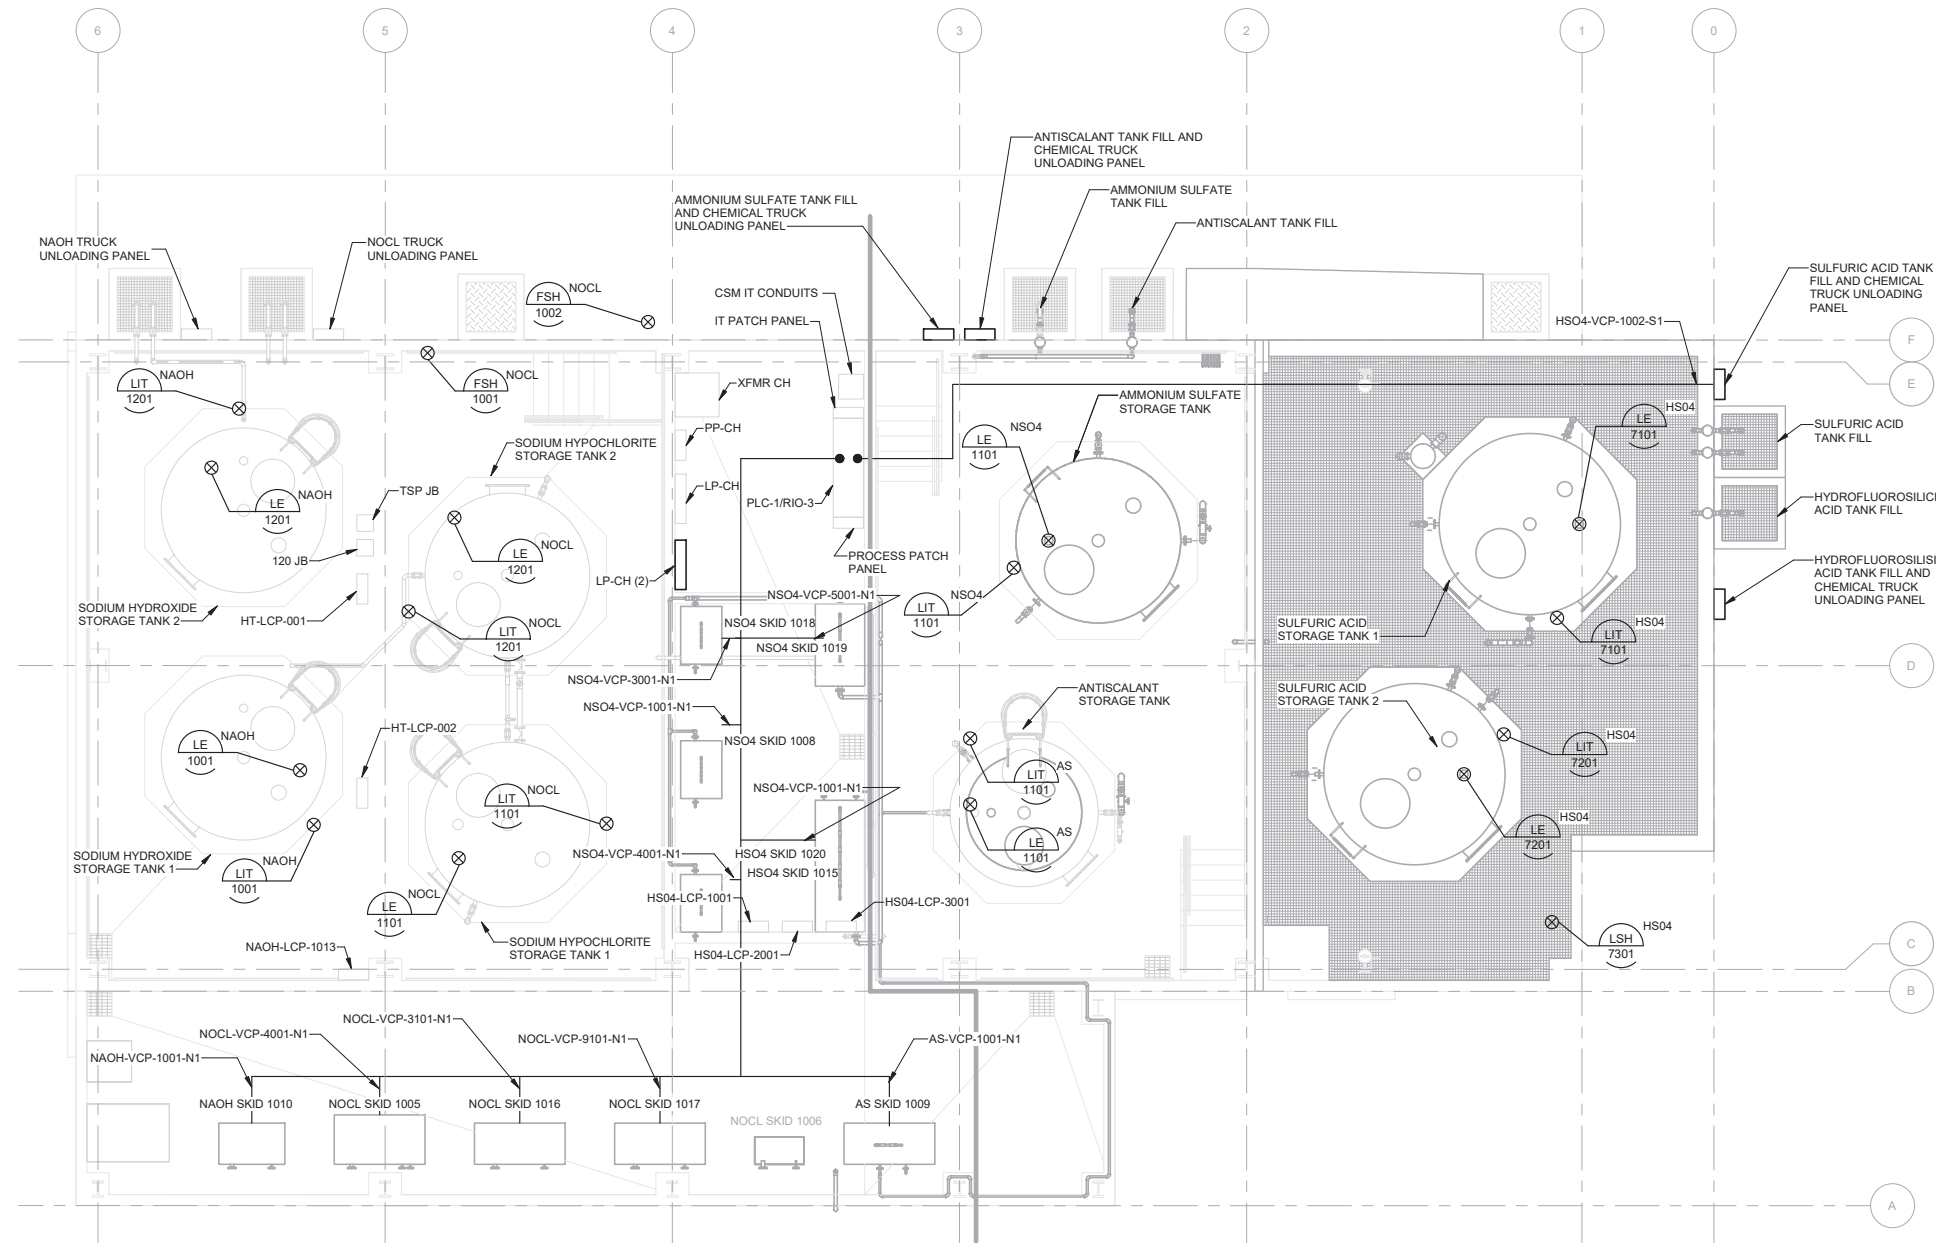 6
5
4
3
2
1
0
ANTISCALANT TANK FILL AND
CHEMICAL TRUCK
UNLOADING PANEL
AMMONIUM SULFATE TANK FILL
AND CHEMICAL TRUCK
UNLOADING PANEL
AMMONIUM SULFATE
TANK FILL
ANTISCALANT TANK FILL
NAOH TRUCK
UNLOADING PANEL
NOCL TRUCK
UNLOADING PANEL
FSH
1002
NOCL
CSM IT CONDUITS
IT PATCH PANEL
SULFURIC ACID TANK
FILL AND CHEMICAL
TRUCK UNLOADING
PANEL
HSO4-VCP-1002-S1
F
E
LIT
1201
NAOH
FSH
1001
NOCL
XFMR CH
AMMONIUM SULFATE
STORAGE TANK
LE
7101
HS04
SULFURIC ACID
TANK FILL
PP-CH
LE
1101
NSO4
SODIUM HYPOCHLORITE
STORAGE TANK 2
LP-CH
PLC-1/RIO-3
LE
1201
NAOH
TSP JB
HYDROFLUOROSILICI
ACID TANK FILL
LE
1201
NOCL
120 JB
PROCESS PATCH
PANEL
LP-CH (2)
HYDROFLUOROSILISI
ACID TANK FILL AND
CHEMICAL TRUCK
UNLOADING PANEL
NSO4-VCP-5001-N1
LIT
1101
NSO4
SODIUM HYDROXIDE
STORAGE TANK 2
HT-LCP-001
LIT
1201
NOCL
NSO4 SKID 1018
NSO4 SKID 1019
SULFURIC ACID
STORAGE TANK 1
LIT
7101
HS04
NSO4-VCP-3001-N1
D
ANTISCALANT
STORAGE TANK
SULFURIC ACID
STORAGE TANK 2
NSO4-VCP-1001-N1
HT-LCP-002
LE
1001
NAOH
NSO4 SKID 1008
LIT
7201
HS04
NSO4-VCP-1001-N1
LIT
1101
AS
LIT
1101
NOCL
LE
1101
AS
LE
7201
HS04
SODIUM HYDROXIDE
STORAGE TANK 1
LIT
1001
NAOH
NSO4-VCP-4001-N1
HSO4 SKID 1020
HSO4 SKID 1015
HS04-LCP-1001
HS04-LCP-3001
LE
1101
NOCL
LSH
7301
HS04
NAOH-LCP-1013
SODIUM HYPOCHLORITE
STORAGE TANK 1
HS04-LCP-2001
C
B
NOCL-VCP-3101-N1
NOCL-VCP-4001-N1
NOCL-VCP-9101-N1
AS-VCP-1001-N1
NAOH-VCP-1001-N1
NAOH SKID 1010
NOCL SKID 1005
NOCL SKID 1016
NOCL SKID 1017
NOCL SKID 1006
AS SKID 1009
A